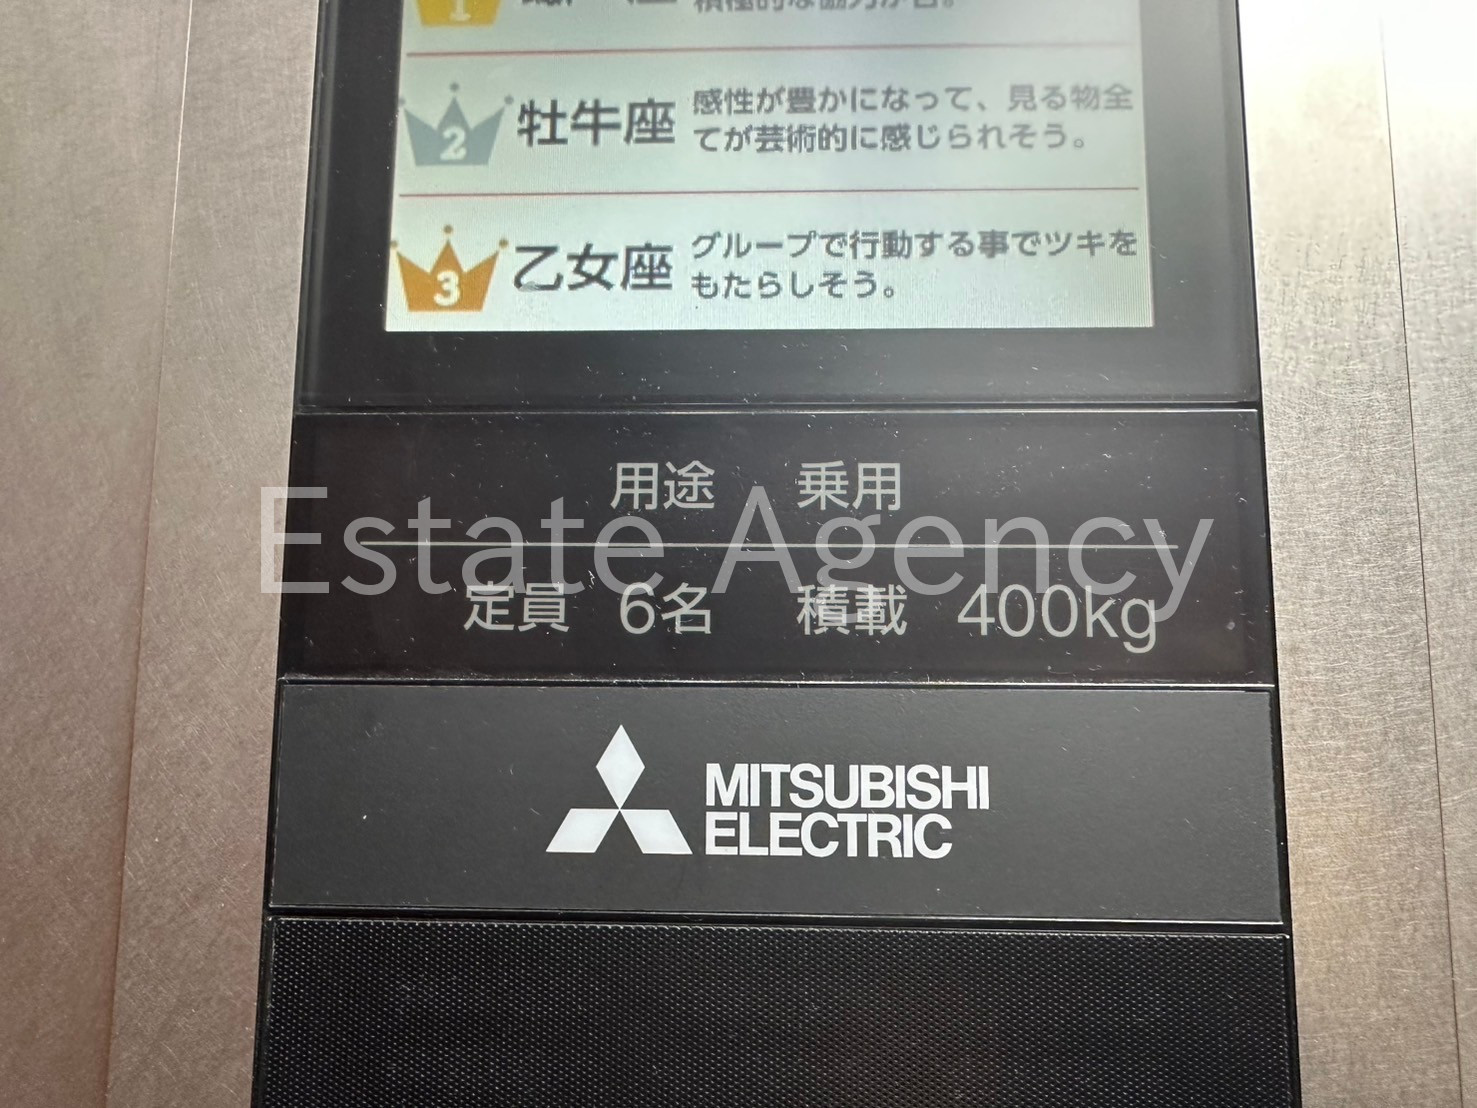 1
2
牡牛座
感性が豊かになって、見る物全
てが芸術的に感じられそう。
3
乙女座
グループで行動する事でツキを
もたらしそう。
用途 乗用
Estate Agency
定員 6名 積載 400kg
MITSUBISHI
ELECTRIC